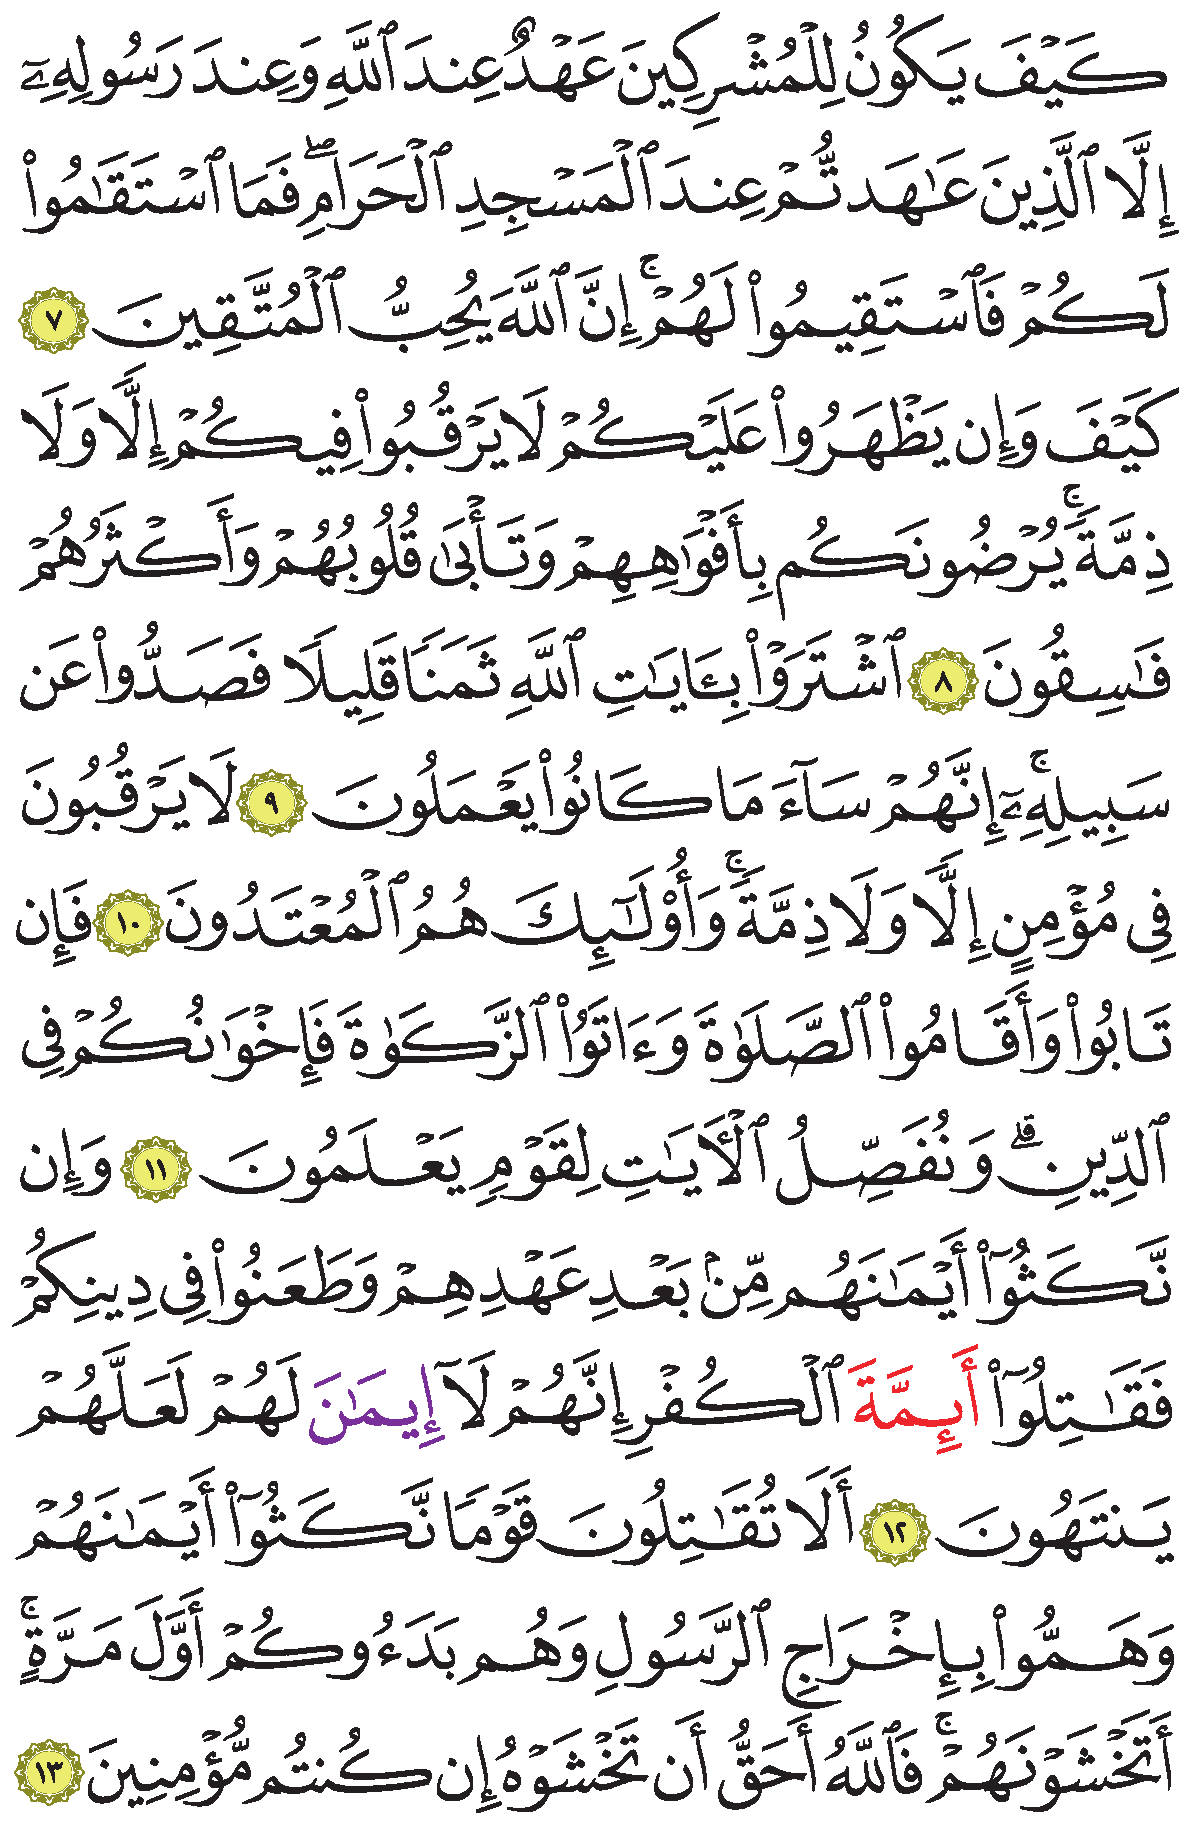 كَيْفَ يَكُونُ لِلْمُشْرِكِينَ عَهْدٌ عِندَ ٱللَّهِ وَعِندَ رَسُولِهِۦٓ
إِلَّا ٱلَّذِينَ عَٰهَدتُّمْ عِندَ ٱلْمَسْجِدِ ٱلْحَرَامِ ۖ فَمَا ٱسْتَقَٰمُوا۟
لَكُمْ فَٱسْتَقِيمُوا۟ لَهُمْ ۚ إِنَّ ٱللَّهَ يُحِبُّ ٱلْمُتَّقِينَ ٧
كَيْفَ وَإِن يَظْهَرُوا۟ عَلَيْكُمْ لَا يَرْقُبُوا۟ فِيكُمْ إِلًّا وَلَا
ذِمَّةً ۚ يُرْضُونَكُم بِأَفْوَٰهِهِمْ وَتَأْبَىٰ قُلُوبُهُمْ وَأَكْثَرُهُمْ
فَٰسِقُونَ ٨ ٱشْتَرَوْا۟ بِـَٔايَٰتِ ٱللَّهِ ثَمَنًا قَلِيلًا فَصَدُّوا۟ عَن
سَبِيلِهِۦٓ ۚ إِنَّهُمْ سَآءَ مَا كَانُوا۟ يَعْمَلُونَ ٩ لَا يَرْقُبُونَ
فِى مُؤْمِنٍ إِلًّا وَلَا ذِمَّةً ۚ وَأُو۟لَٰٓئِكَ هُمُ ٱلْمُعْتَدُونَ ١٠ فَإِن
تَابُوا۟ وَأَقَامُوا۟ ٱلصَّلَوٰةَ وَءَاتَوُا۟ ٱلزَّكَوٰةَ فَإِخْوَٰنُكُمْ فِى
ٱلدِّينِ ۗ وَنُفَصِّلُ ٱلْـَٔايَٰتِ لِقَوْمٍ يَعْلَمُونَ ١١ وَإِن
نَّكَثُوٓا۟ أَيْمَٰنَهُم مِّنۢ بَعْدِ عَهْدِهِمْ وَطَعَنُوا۟ فِى دِينِكُمْ
فَقَٰتِلُوٓا۟ أَئِمَّةَ ٱلْكُفْرِ إِنَّهُمْ لَآ إِيمَٰنَ لَهُمْ لَعَلَّهُمْ
يَنتَهُونَ ١٢ أَلَا تُقَٰتِلُونَ قَوْمًا نَّكَثُوٓا۟ أَيْمَٰنَهُمْ
وَهَمُّوا۟ بِإِخْرَاجِ ٱلرَّسُولِ وَهُم بَدَءُوكُمْ أَوَّلَ مَرَّةٍ ۚ
أَتَخْشَوْنَهُمْ ۚ فَٱللَّهُ أَحَقُّ أَن تَخْشَوْهُ إِن كُنتُم مُّؤْمِنِينَ ١٣